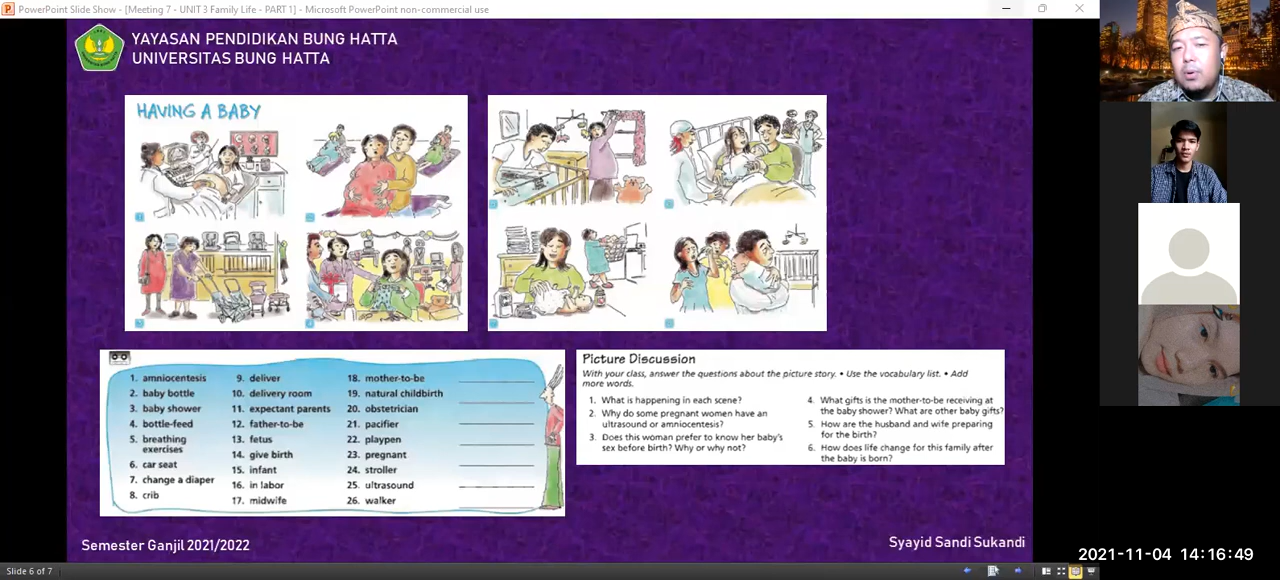 PowerPoint Slide Show - [Meeting 7 - UNIT 3 Family Life - PART 1] - Microsoft PowerPoint non-commercial use
YAYASAN PENDIDIKAN BUNG HATTA
UNIVERSITAS BUNG HATTA
HAVING A BABY
1. amniocentesis
2. baby bottle
3. baby shower
4. bottle-feed
5. breathing
exercises
6. car seat
7. change a diaper
8. crib
9. deliver
10. delivery room
11. expectant parents
12. father-to-be
13. fetus
14. give birth
15. infant
16. in labor
17. midwife
18. mother-to-be
19. natural childbirth
20. obstetrician
21. pacifier
22. playpen
23. pregnant
24. stroller
25. ultrasound
26. walker
Picture Discussion
With your class, answer the questions about the picture story. • Use the vocabulary list. • Add
more words.
1. What is happening in each scene?
2. Why do some pregnant women have an
ultrasound or amniocentesis?
3. Does this woman prefer to know her baby's
sex before birth? Why or why not?
4. What gifts is the mother-to-be receiving at
the baby shower? What are other baby gifts?
5. How are the husband and wife preparing
for the birth?
6. How does life change for this family after
the baby is born?
Semester Ganjil 2021/2022
Syayid Sandi Sukandi
2021-11-04 14:16:49
Slide 6 of 7